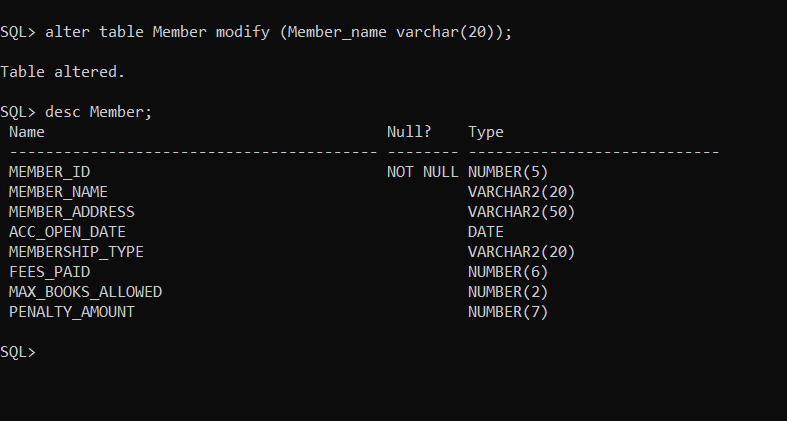 SQL> alter table Member modify (Member_name varchar(20));
Table altered.
SQL> desc Member;
 Name                                      Null?    Type
 ----------------------------------------- -------- ----------------------------
 MEMBER_ID                                 NOT NULL NUMBER(5)
 MEMBER_NAME                                        VARCHAR2(20)
 MEMBER_ADDRESS                                     VARCHAR2(50)
 ACC_OPEN_DATE                                      DATE
 MEMBERSHIP_TYPE                                    VARCHAR2(20)
 FEES_PAID                                          NUMBER(6)
 MAX_BOOKS_ALLOWED                                  NUMBER(2)
 PENALTY_AMOUNT                                     NUMBER(7)
SQL>